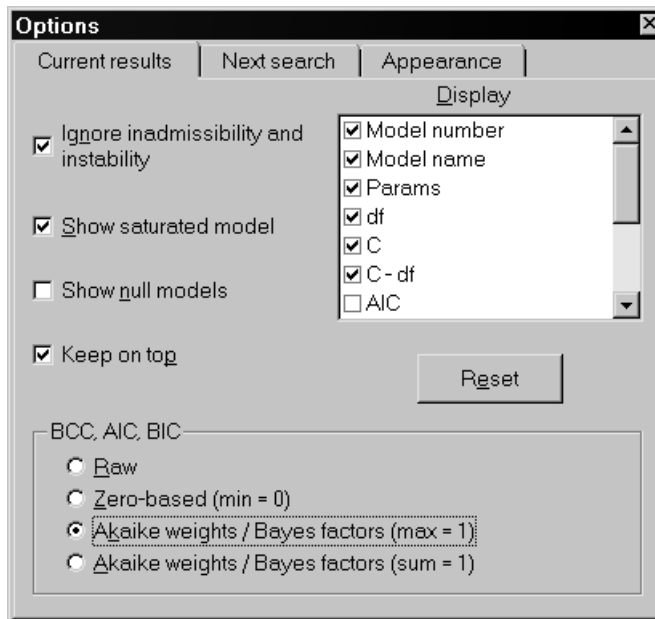 Options
Current results
Next search
Appearance
Display
Ignore inadmissibility and
instability
Show saturated model
Show null models
Keep on top
Model number
Model name
Params
df
C
C - df
AIC
Reset
BCC, AIC, BIC
Raw
Zero-based (min = 0)
Akaike weights / Bayes factors (max = 1)
Akaike weights / Bayes factors (sum = 1)